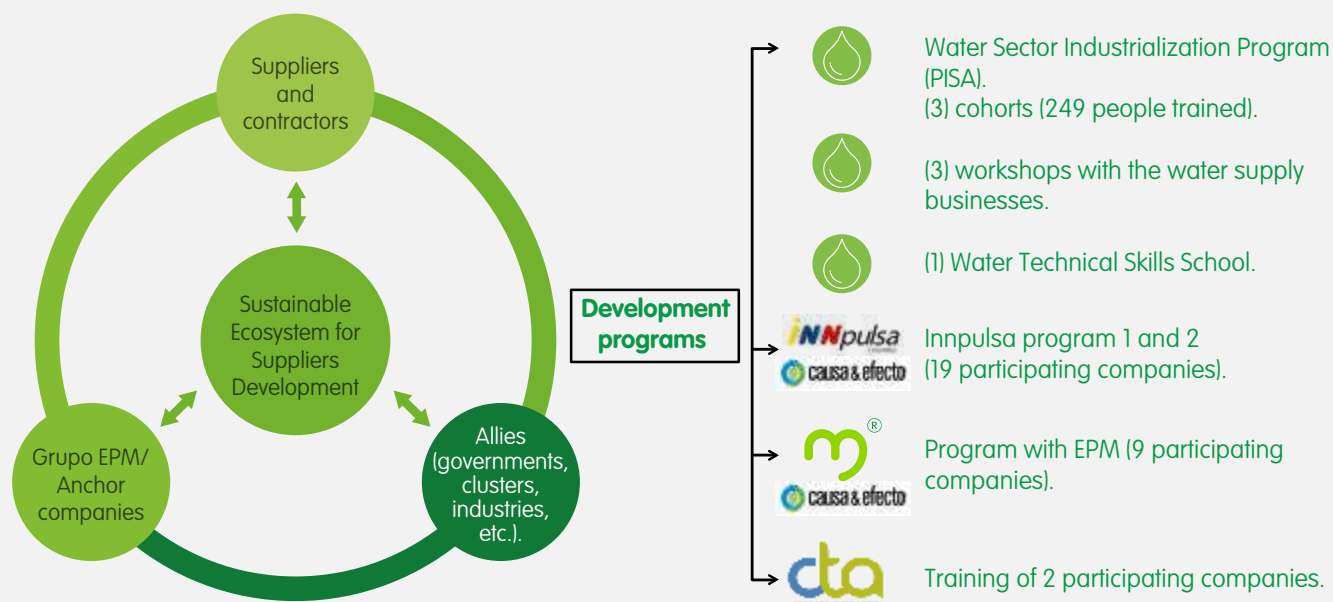 Suppliers
and
contractors
Sustainable
Ecosystem for
Suppliers
Development
Grupo EPM/
Anchor
companies
Allies
(governments,
clusters,
industries,
etc.).
Development
programs
Water Sector Industrialization Program
(PISA).
(3) cohorts (249 people trained).
(3) workshops with the water supply
businesses.
(1) Water Technical Skills School.
iNNpulsa
causa & efecto
Innpulsa program 1 and 2
(19 participating companies).
m®
causa & efecto
Program with EPM (9 participating
companies).
cta
Training of 2 participating companies.